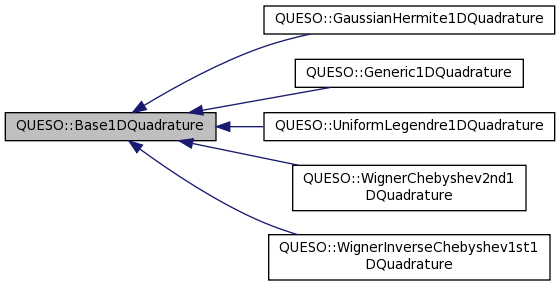 QUESO::GaussianHermite1DQuadrature
QUESO::Generic1DQuadrature
QUESO::Base1DQuadrature
QUESO::UniformLegendre1DQuadrature
QUESO::WignerChebyshev2nd1
DQuadrature
QUESO::WignerInverseChebyshev1st1
DQuadrature